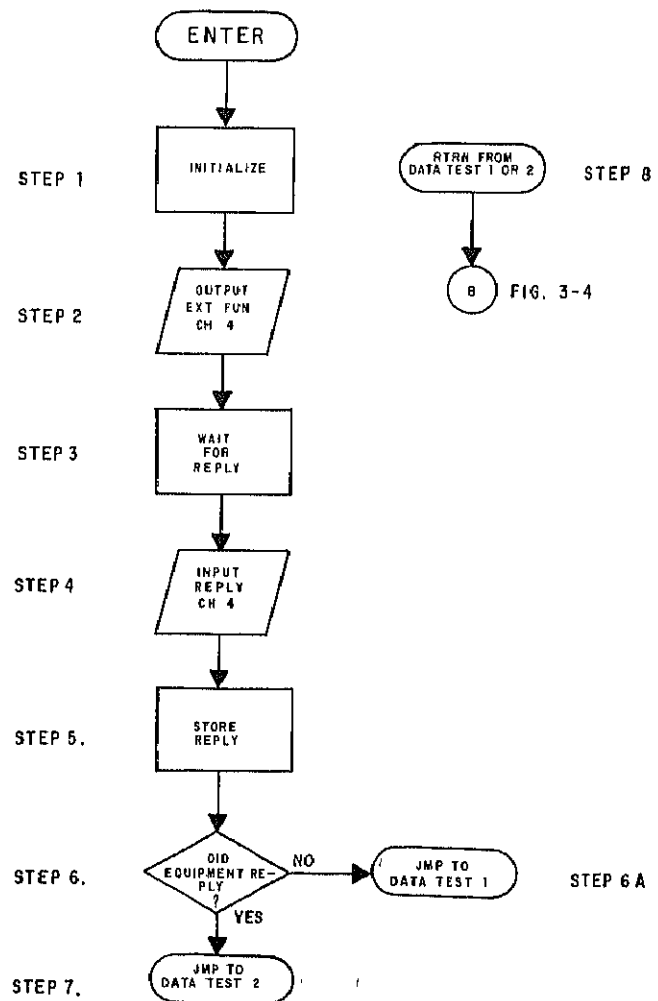 ENTER
STEP 1
INITIALIZE
RTRN FROM
DATA TEST 1 OR 2
STEP 8
STEP 2
OUTPUT
EXT FUN
CH 4
8 FIG. 3-4
STEP 3
WAIT
FOR
REPLY
STEP 4
INPUT
REPLY
CH 4
STEP 5.
STORE
REPLY
STEP 6.
DID
EQUIPMENT RE-
PLY
?
NO
YES
JMP TO
DATA TEST 1
STEP 6A
STEP 7.
JMP TO
DATA TEST 2